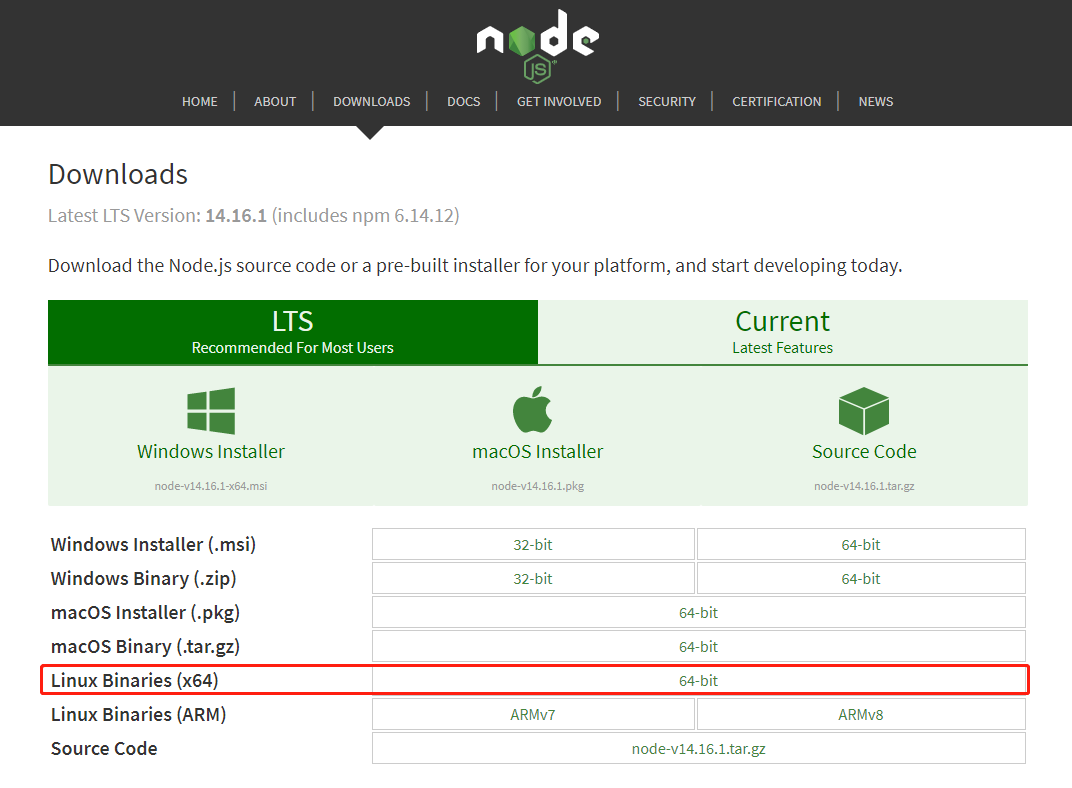 node
JS
HOME | ABOUT | DOWNLOADS | DOCS | GET INVOLVED | SECURITY | CERTIFICATION | NEWS
Downloads
Latest LTS Version: 14.16.1 (includes npm 6.14.12)
Download the Node.js source code or a pre-built installer for your platform, and start developing today.
LTS Current
Recommended For Most Users Latest Features
Windows Installer macOS Installer Source Code
node-v14.16.1-x64.msi node-v14.16.1.pkg node-v14.16.1.tar.gz
Windows Installer (.msi) 32-bit 64-bit
Windows Binary (.zip) 32-bit 64-bit
macOS Installer (.pkg) 64-bit
macOS Binary (.tar.gz) 64-bit
Linux Binaries (x64) 64-bit
Linux Binaries (ARM) ARMv7 ARMv8
Source Code node-v14.16.1.tar.gz